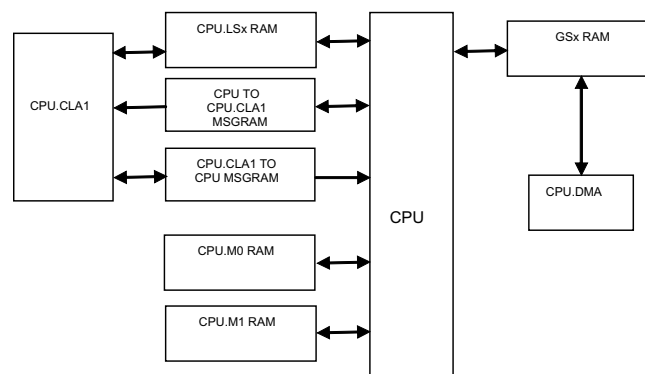 CPU.LSx RAM
GSx RAM
CPU.CLA1
CPU TO
CPU.CLA1
MSGRAM
CPU.CLA1 TO
CPU MSGRAM
CPU.DMA
CPU
CPU.M0 RAM
CPU.M1 RAM